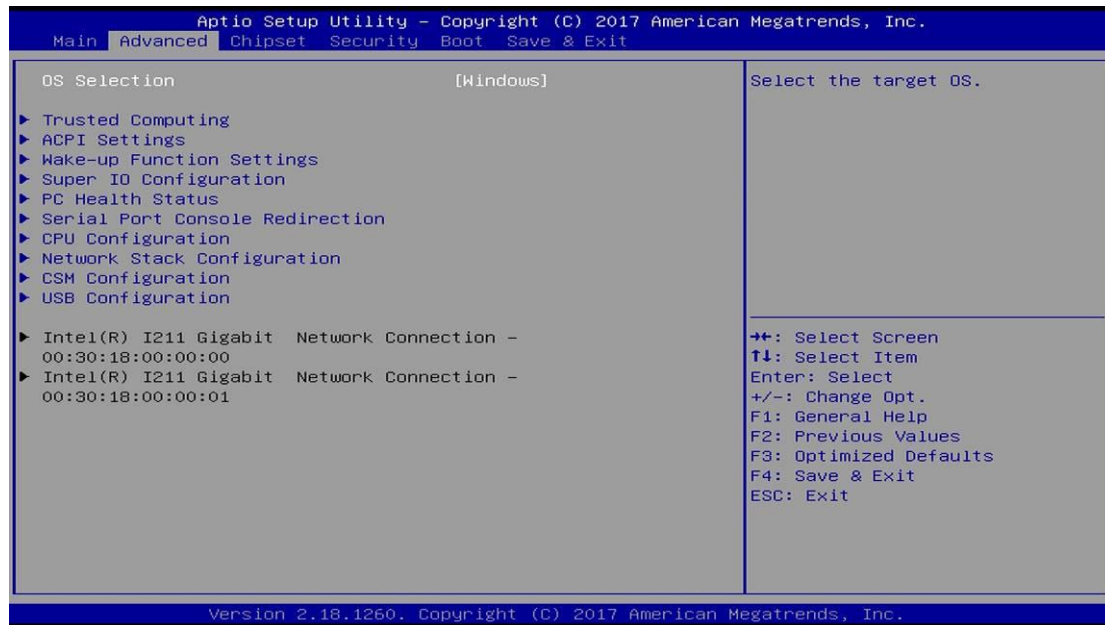 Aptio Setup Utility – Copyright (C) 2017 American Megatrends, Inc.
Main Advanced Chipset Security Boot Save & Exit
OS Selection [Windows]
▶ Trusted Computing
▶ ACPI Settings
▶ Wake-up Function Settings
▶ Super IO Configuration
▶ PC Health Status
▶ Serial Port Console Redirection
▶ CPU Configuration
▶ Network Stack Configuration
▶ CSM Configuration
▶ USB Configuration
▶ Intel(R) I211 Gigabit Network Connection –
00:30:18:00:00:00
▶ Intel(R) I211 Gigabit Network Connection –
00:30:18:00:00:01
Select the target OS.
→←: Select Screen
↑↓: Select Item
Enter: Select
+/-: Change Opt.
F1: General Help
F2: Previous Values
F3: Optimized Defaults
F4: Save & Exit
ESC: Exit
Version 2.18.1260. Copyright (C) 2017 American Megatrends, Inc.